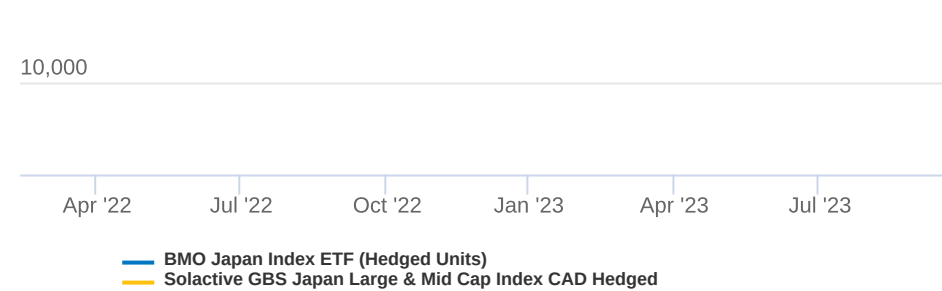 10,000
Apr '22 Jul '22 Oct '22 Jan '23 Apr '23 Jul '23
BMO Japan Index ETF (Hedged Units)
Solactive GBS Japan Large & Mid Cap Index CAD Hedged